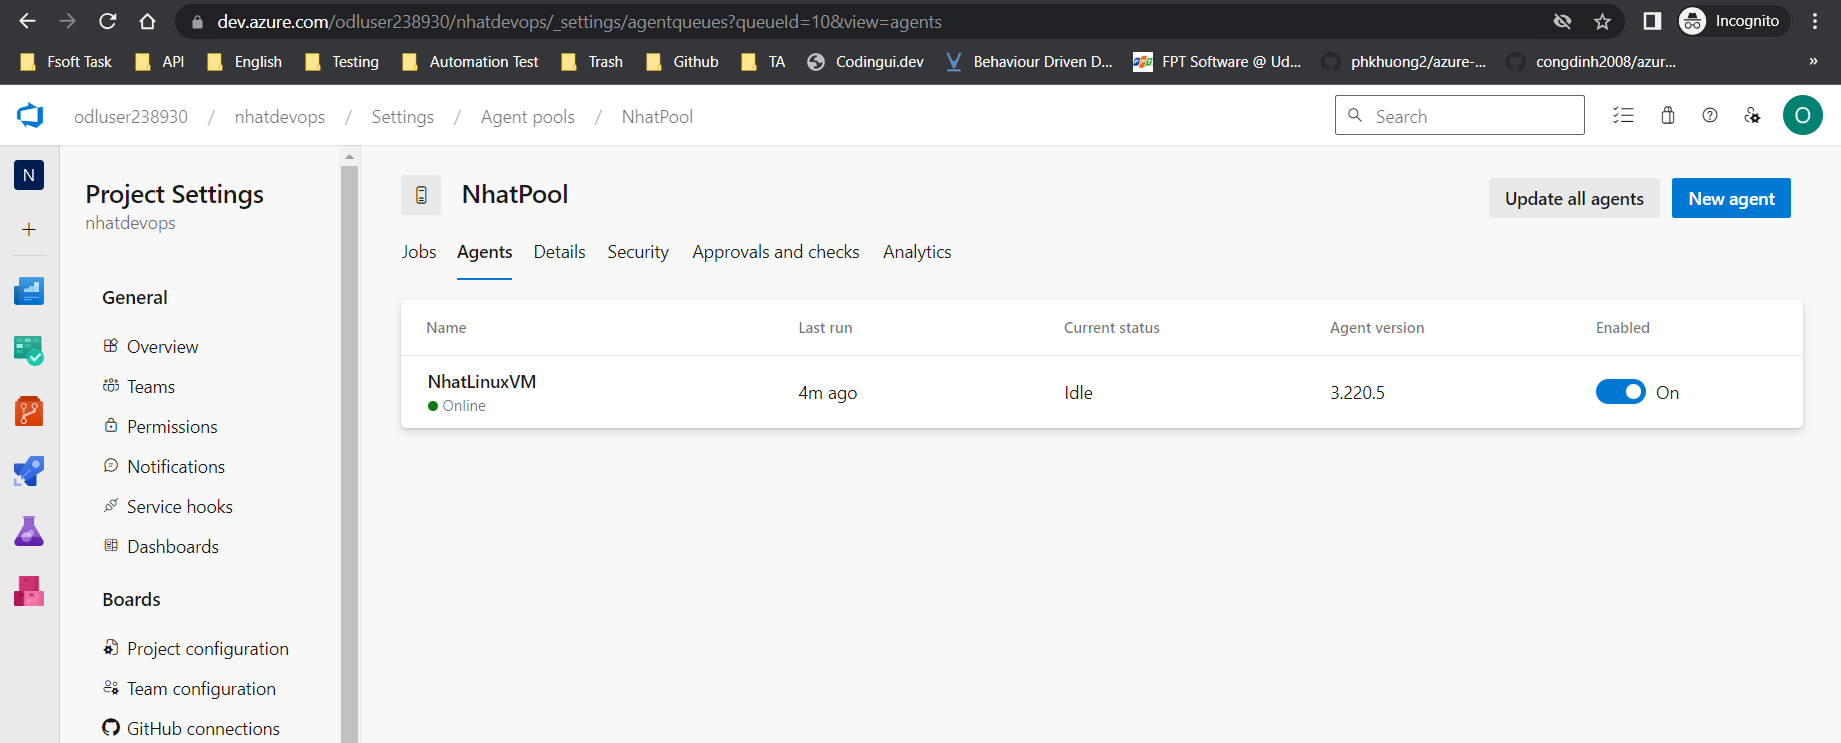 dev.azure.com/odluser238930/nhatdevops/_settings/agentqueues?queueId=10&view=agents
Incognito
Fsoft Task
API
English
Testing
Automation Test
Trash
Github
TA
Codingui.dev
Behaviour Driven D...
FPT Software @ Ud...
phkhuong2/azure-...
congdinh2008/azur...
»
odluser238930 / nhatdevops / Settings / Agent pools / NhatPool
Search
O
N
Project Settings
nhatdevops
General
Overview
Teams
Permissions
Notifications
Service hooks
Dashboards
Boards
Project configuration
Team configuration
GitHub connections
NhatPool
Update all agents
New agent
Jobs Agents Details Security Approvals and checks Analytics
Name Last run Current status Agent version Enabled
NhatLinuxVM
Online
4m ago
Idle
3.220.5
On